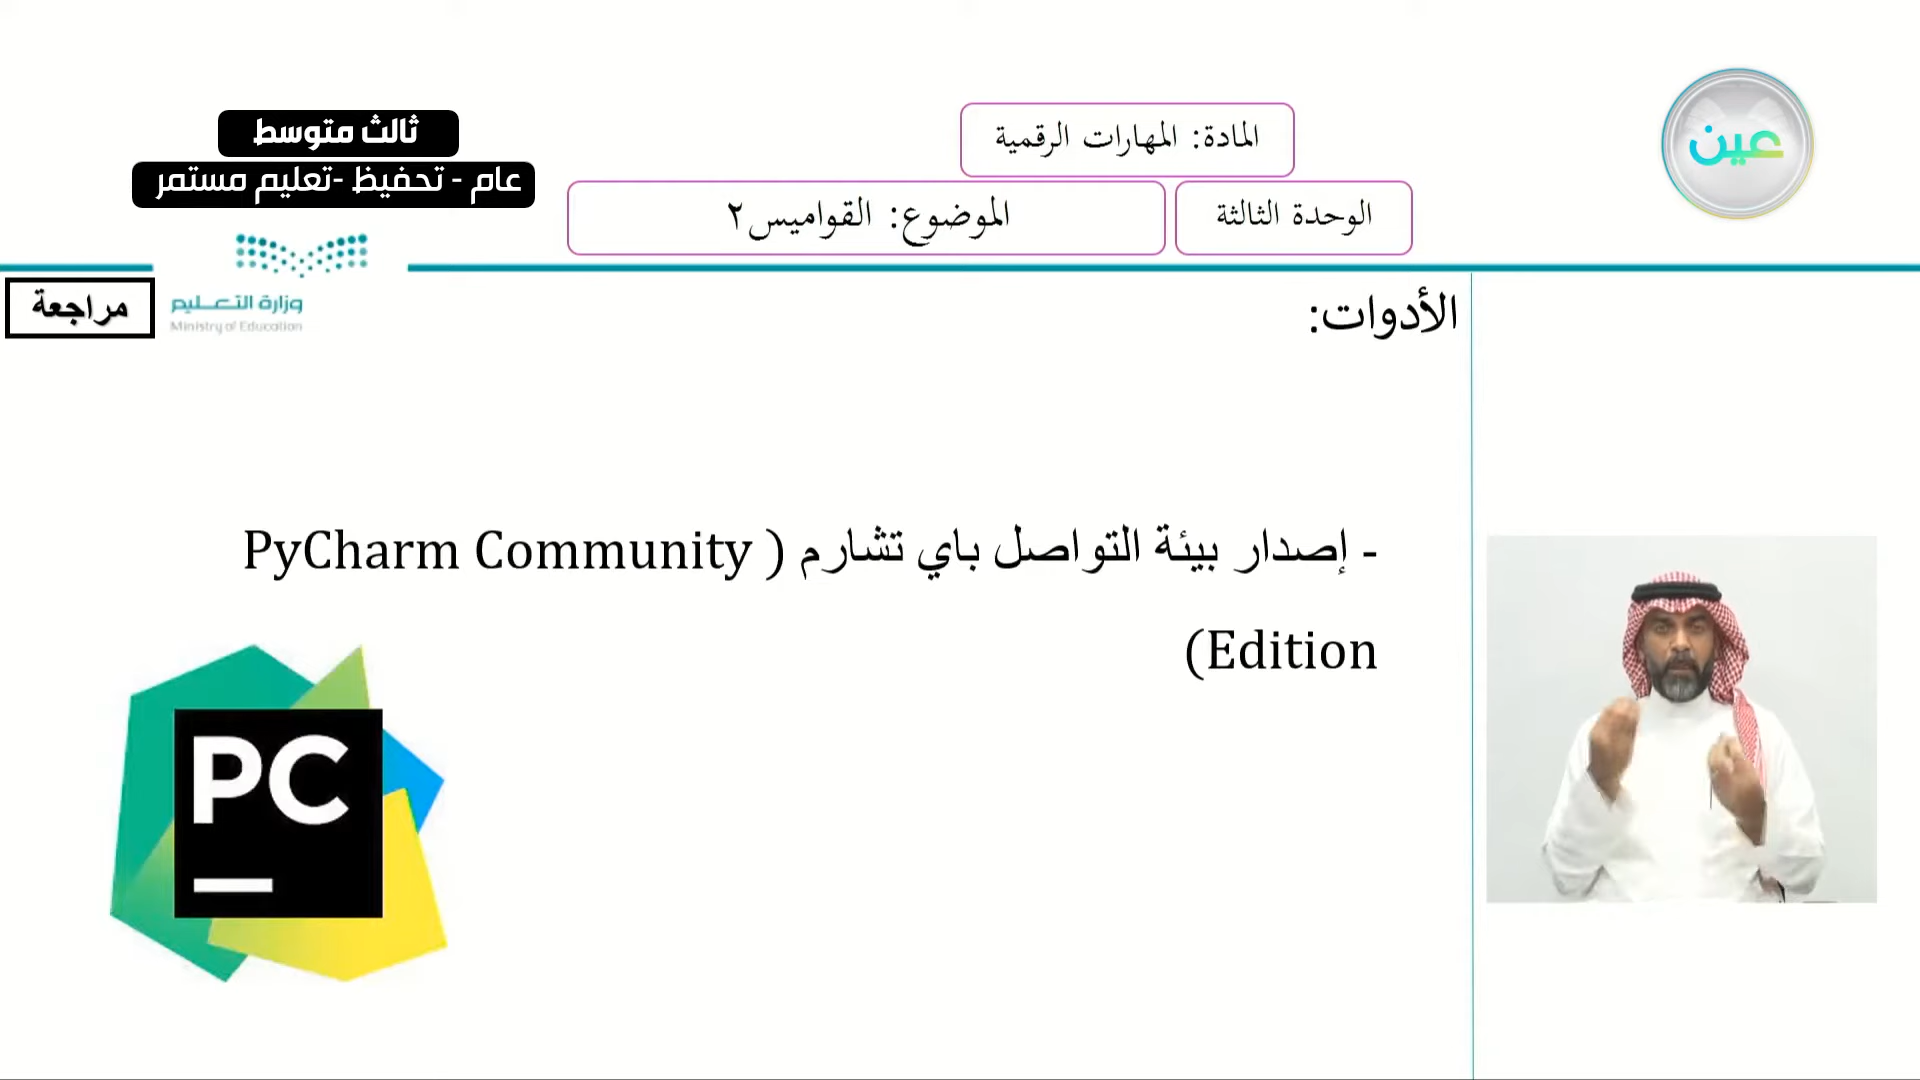 عين
المادة: المهارات الرقمية
ثالث متوسط
عام - تحفيظ -تعليم مستمر
الوحدة الثالثة
الموضوع: القواميس٢
وزارة التعليم
Ministry of Education
مراجعة
الأدوات:
- إصدار بيئة التواصل باي تشارم ( PyCharm Community
Edition)
PC